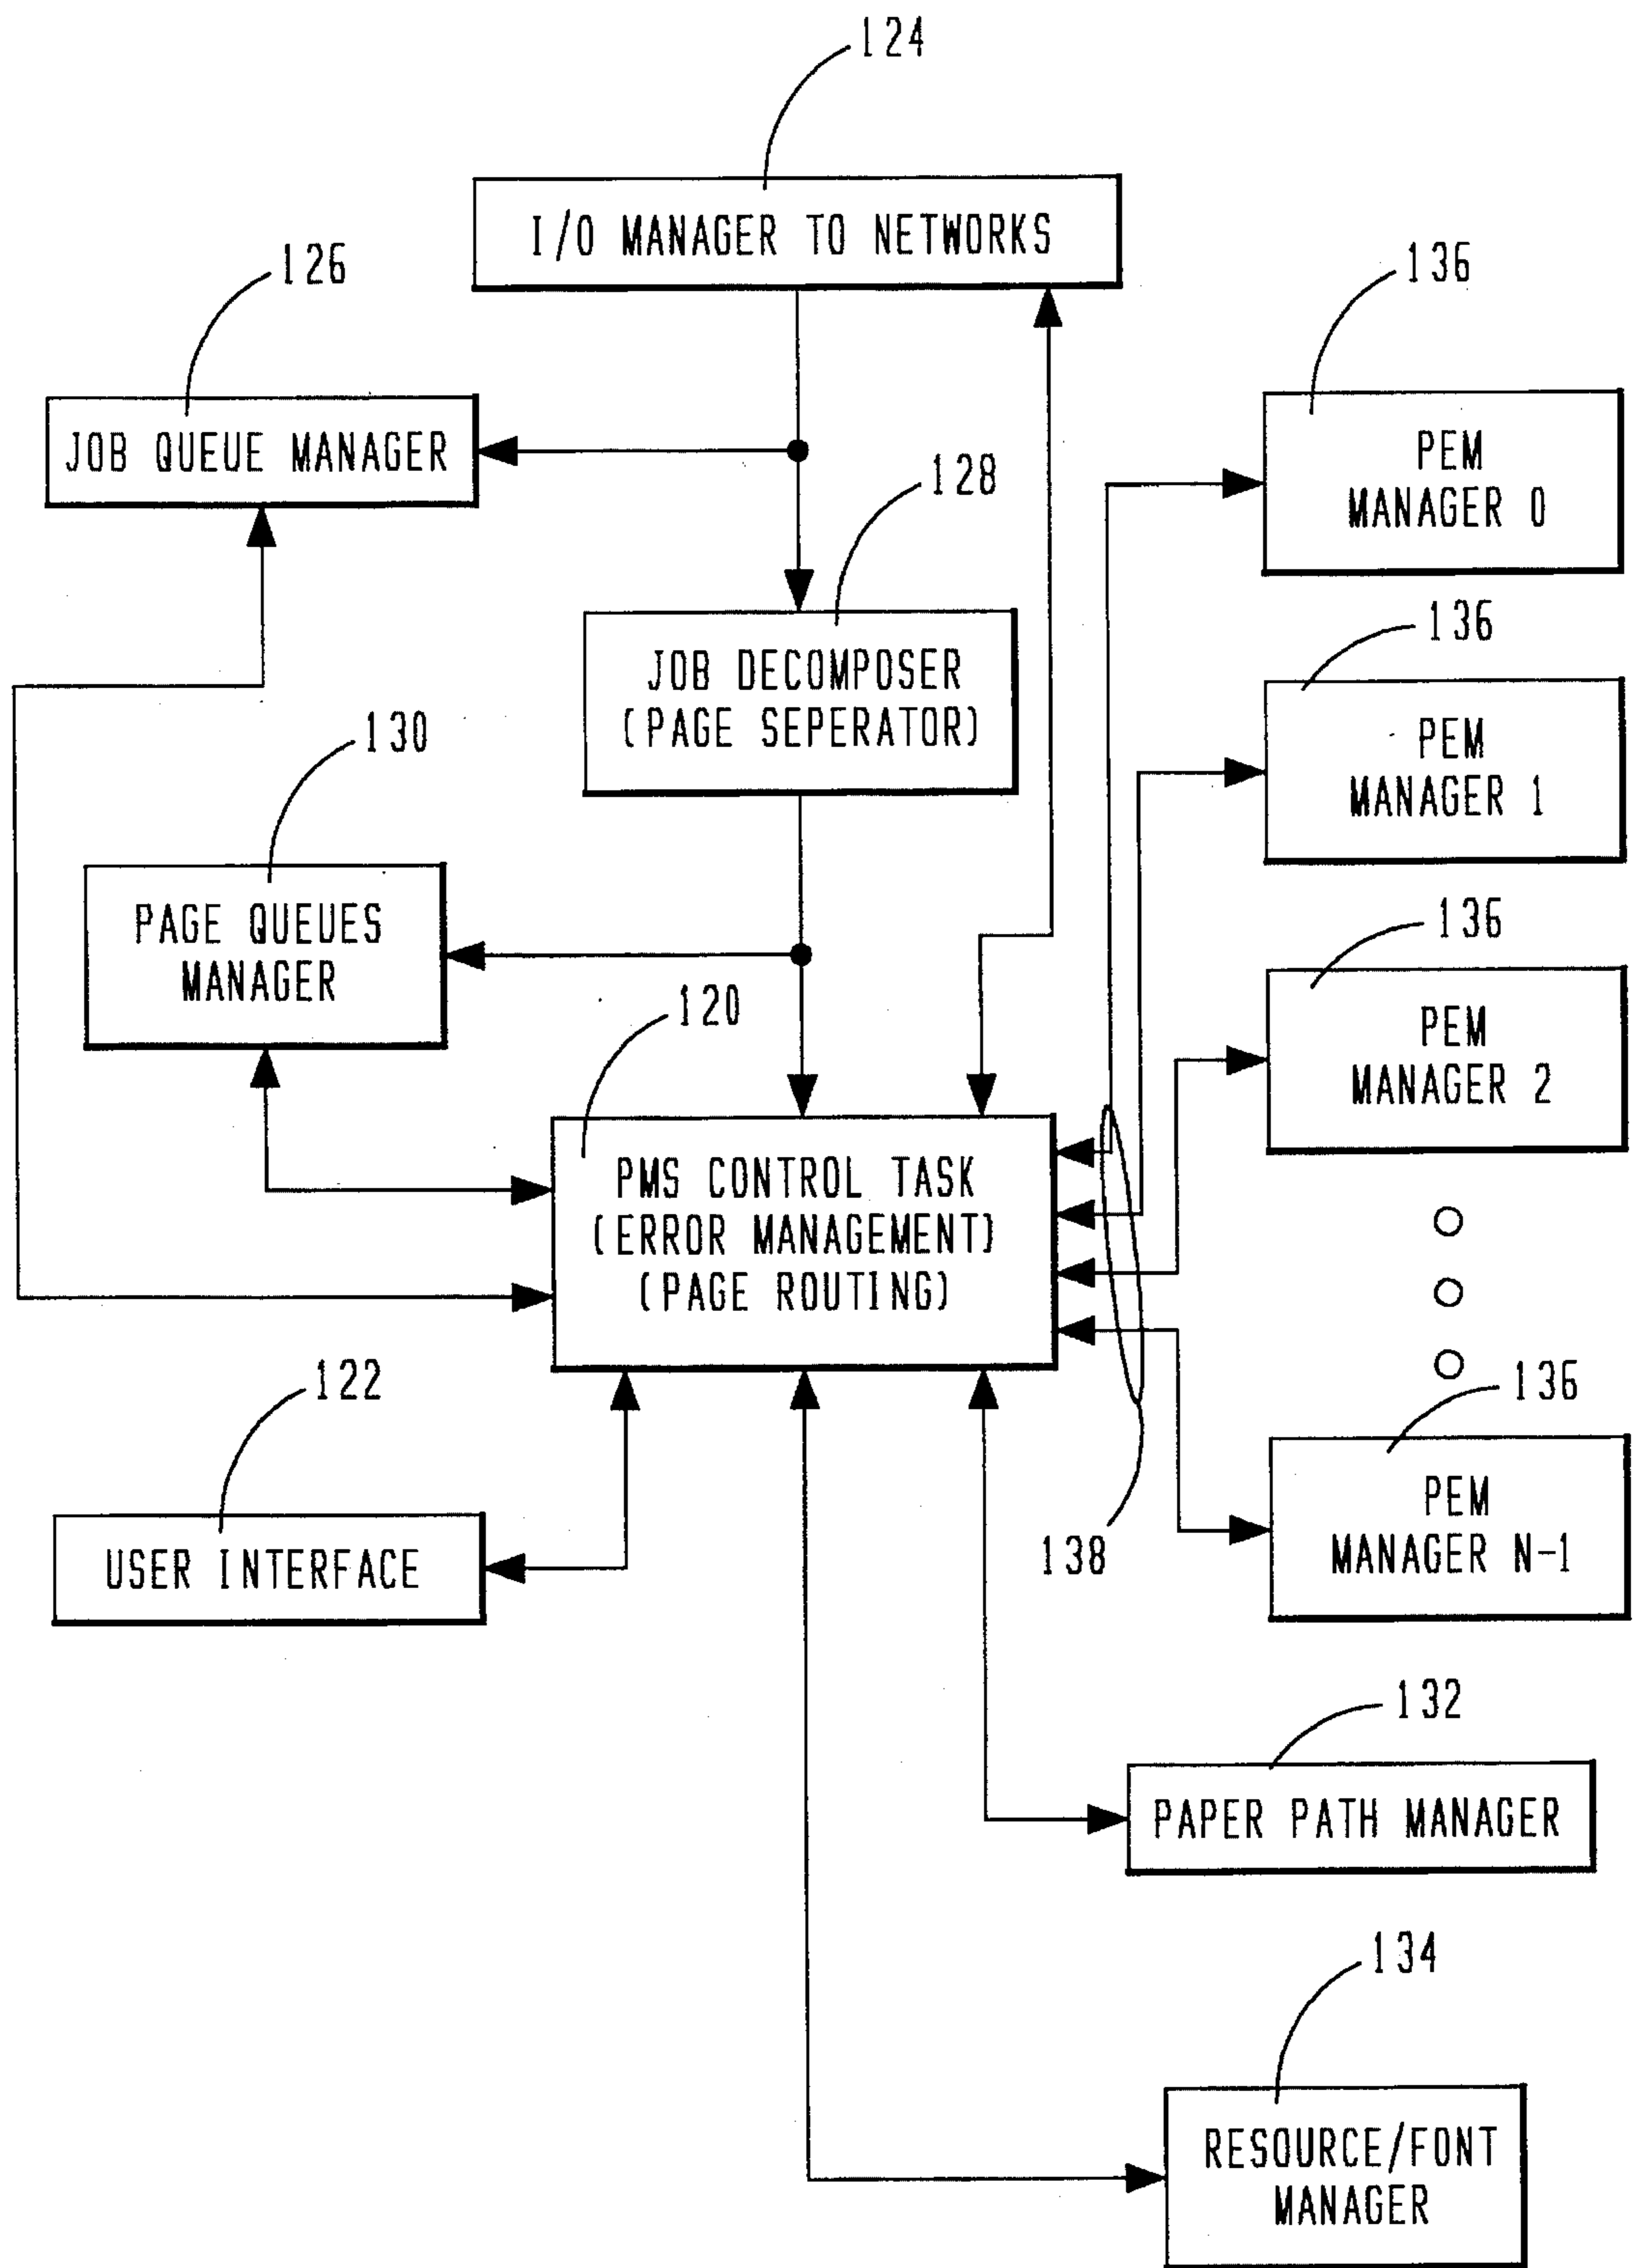 124
I/O MANAGER TO NETWORKS
126
136
JOB QUEUE MANAGER
PEM
MANAGER 0
128
136
JOB DECOMPOSER
(PAGE SEPERATOR)
PEM
MANAGER 1
130
136
PAGE QUEUES
MANAGER
PEM
MANAGER 2
120
PMS CONTROL TASK
(ERROR MANAGEMENT)
(PAGE ROUTING)
122
136
USER INTERFACE
138
PEM
MANAGER N-1
132
PAPER PATH MANAGER
134
RESOURCE/FONT
MANAGER